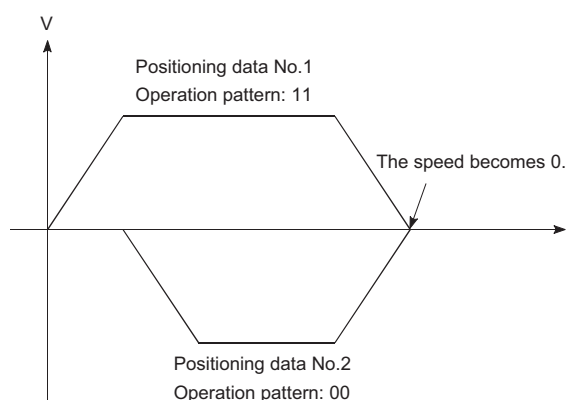 V
Positioning data No.1
Operation pattern: 11
The speed becomes 0.
Positioning data No.2
Operation pattern: 00